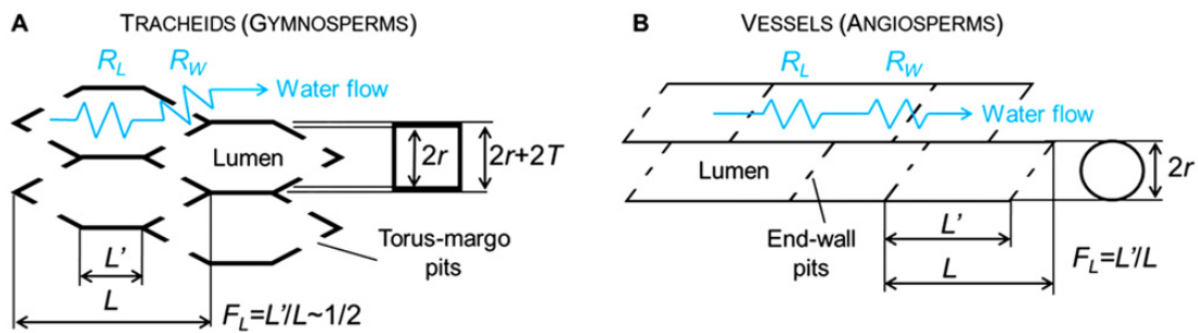 A TRACHEIDS (GYMNOSPERMS)
R_L R_W
Water flow
Lumen
2r
2r+2T
Torus-margo
pits
L'
L
F_L=L'/L~1/2
B VESSELS (ANGIOSPERMS)
R_L R_W
Water flow
Lumen
2r
End-wall
pits
L'
L
F_L=L'/L